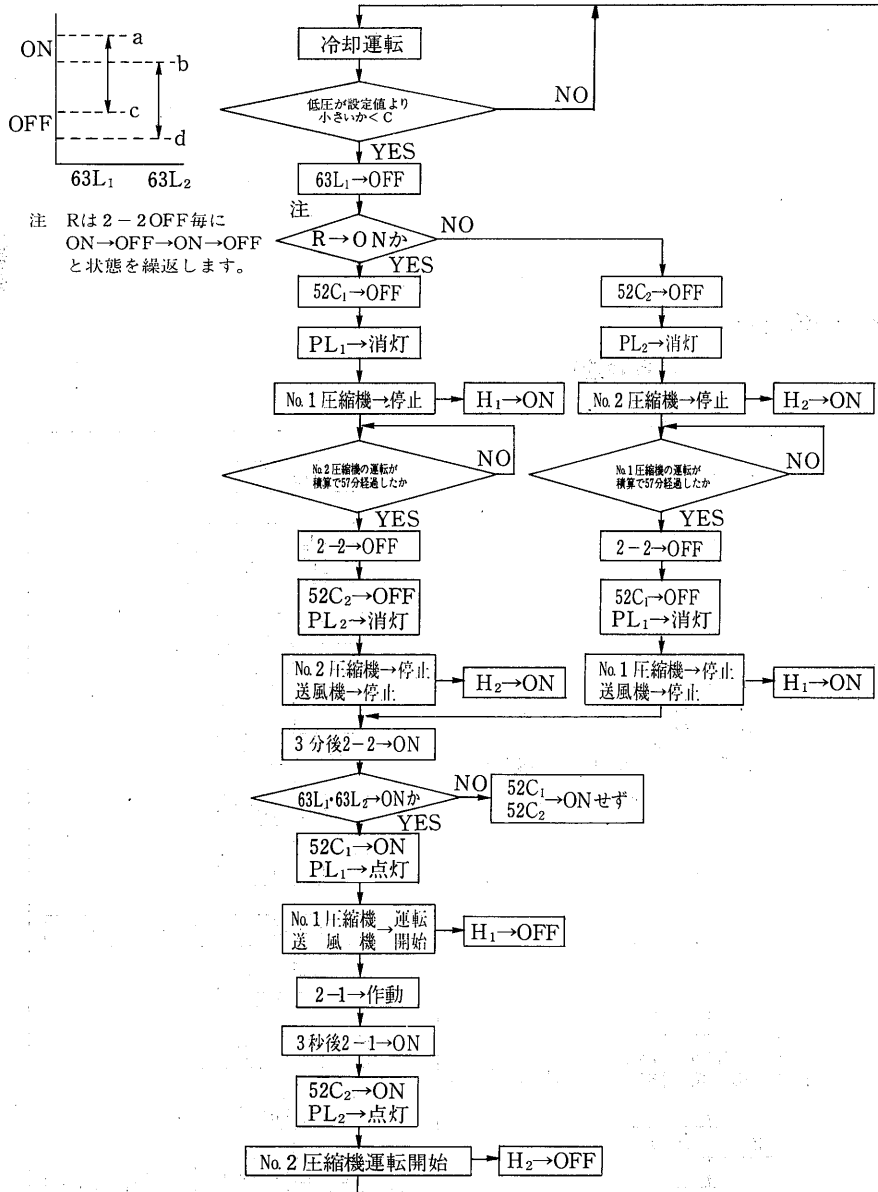 ON
OFF
a
b
c
d
63L₁ 63L₂
注 Rは2-2OFF毎に
ON→OFF→ON→OFF
と状態を繰返します。
冷却運転
低圧が設定値より
小さいか<C
NO
YES
63L₁→OFF
注
R→ONか
NO
YES
52C₁→OFF
52C₂→OFF
PL₁→消灯
PL₂→消灯
No.1圧縮機→停止
H₁→ON
No.2圧縮機→停止
H₂→ON
No.2圧縮機の運転が
積算で57分経過したか
NO
No.1圧縮機の運転が
積算で57分経過したか
NO
YES
YES
2-2→OFF
2-2→OFF
52C₂→OFF
PL₂→消灯
52C₁→OFF
PL₁→消灯
No.2圧縮機→停止
送風機→停止
H₂→ON
No.1圧縮機→停止
送風機→停止
H₁→ON
3分後2-2→ON
63L₁・63L₂→ONか
NO
52C₁
52C₂→ONせず
YES
52C₁→ON
PL₁→点灯
No.1圧縮機→運転
送風機 開始
H₁→OFF
2-1→作動
3秒後2-1→ON
52C₂→ON
PL₂→点灯
No.2圧縮機運転開始
H₂→OFF